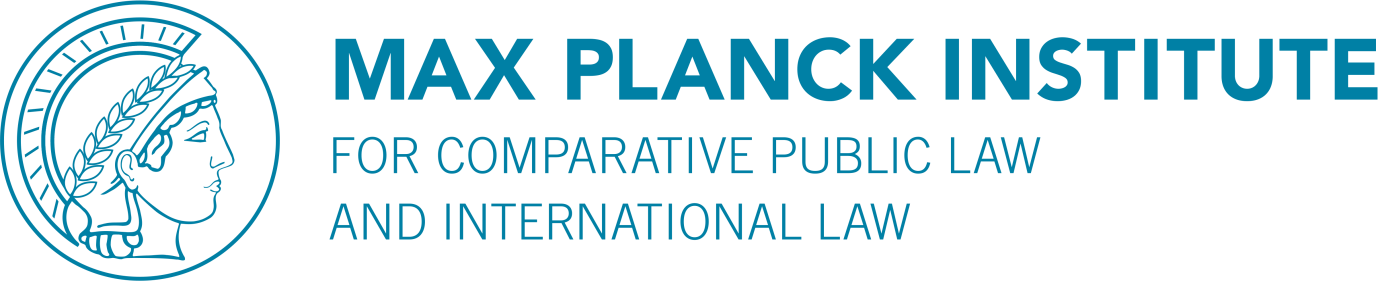 MAX PLANCK INSTITUTE
FOR COMPARATIVE PUBLIC LAW
AND INTERNATIONAL LAW